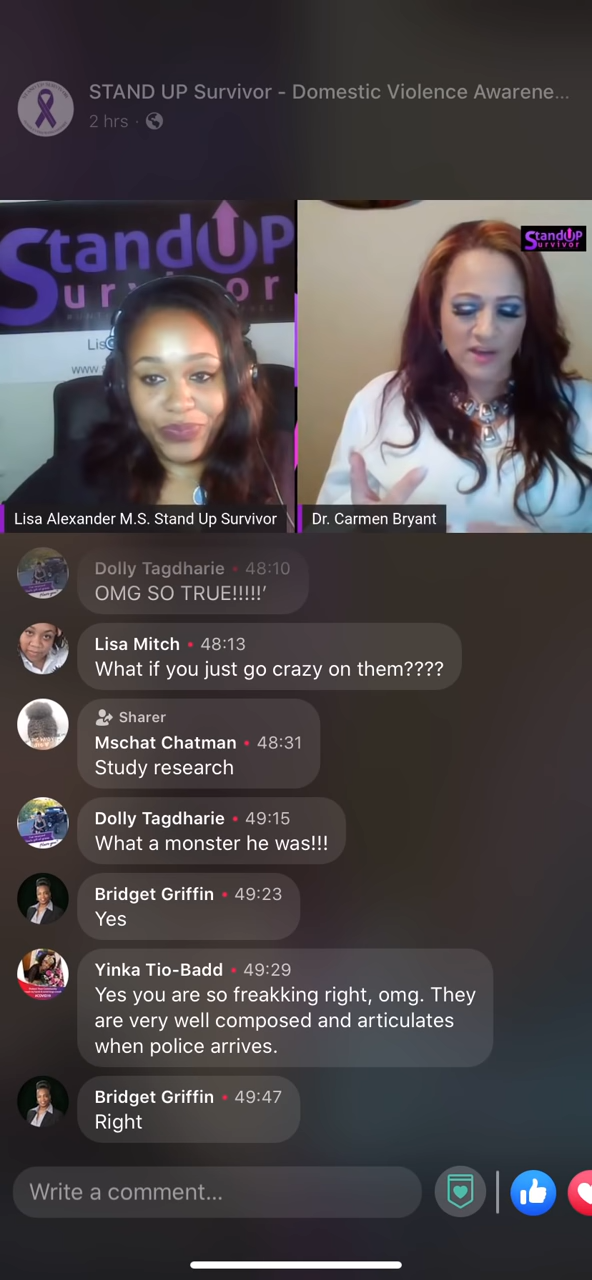 STAND UP Survivor - Domestic Violence Awarene...
2 hrs ·
StandUP
Survivor
Lis
www.
StandUP
Survivor
Lisa Alexander M.S. Stand Up Survivor
Dr. Carmen Bryant
Dolly Tagdharie • 48:10
OMG SO TRUE!!!!!’
Lisa Mitch • 48:13
What if you just go crazy on them????
Sharer
Mschat Chatman • 48:31
Study research
Dolly Tagdharie • 49:15
What a monster he was!!!
Bridget Griffin • 49:23
Yes
Yinka Tio-Badd • 49:29
Yes you are so freakking right, omg. They
are very well composed and articulates
when police arrives.
Bridget Griffin • 49:47
Right
Write a comment...